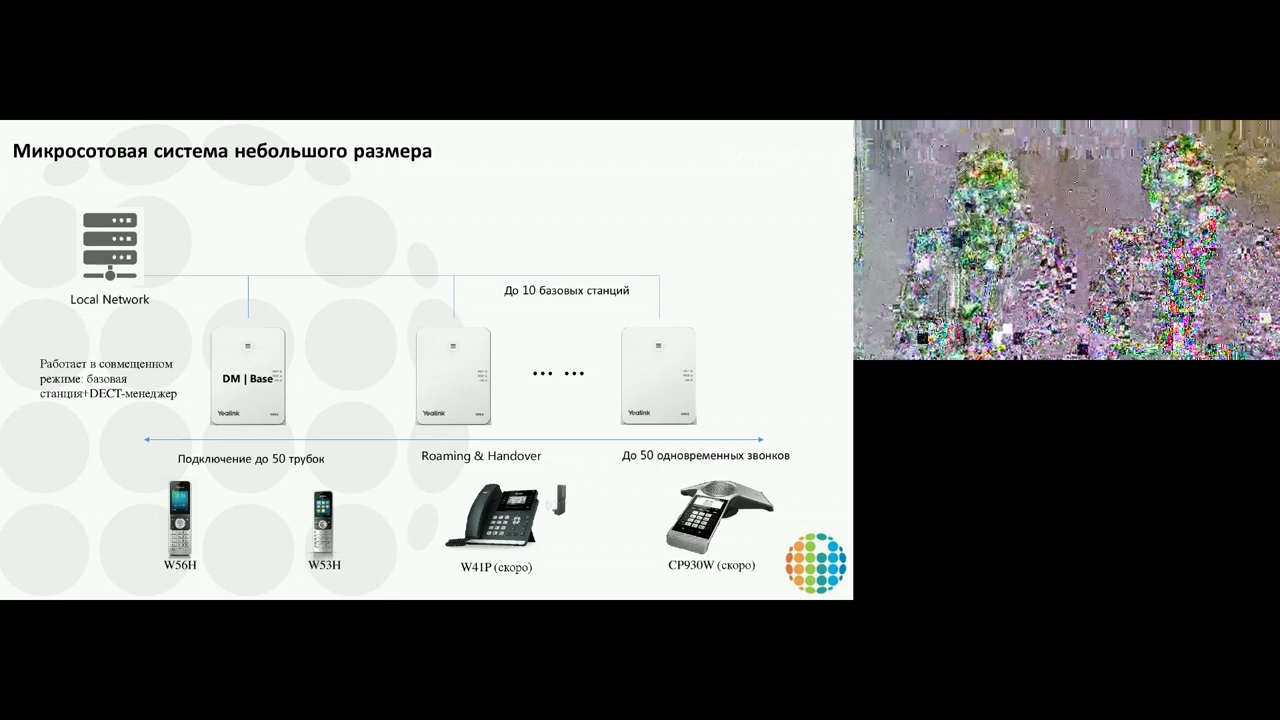 Микросотовая система небольшого размера
Local Network
До 10 базовых станций
Работает в совмещенном
режиме: базовая
станция+DECT-менеджер
DM | Base
Yealink
Yealink
Yealink
Подключение до 50 трубок
Roaming & Handover
До 50 одновременных звонков
W56H
W53H
W41P (скоро)
CP930W (скоро)